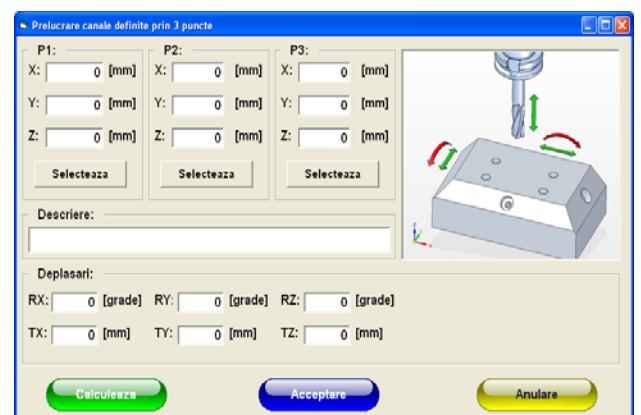 Prelucrare canale definite prin 3 puncte
P1: P2: P3:
X: 0 [mm] X: 0 [mm] X: 0 [mm]
Y: 0 [mm] Y: 0 [mm] Y: 0 [mm]
Z: 0 [mm] Z: 0 [mm] Z: 0 [mm]
Selecteaza Selecteaza Selecteaza
Descriere:
Deplasari:
RX: 0 [grade] RY: 0 [grade] RZ: 0 [grade]
TX: 0 [mm] TY: 0 [mm] TZ: 0 [mm]
Calculeaza Acceptare Anulare